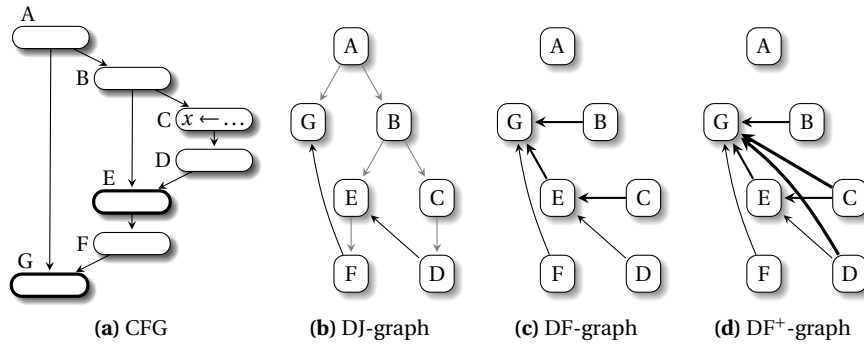 A
B
C x ← ...
D
E
F
G
(a) CFG
A
G B
E C
F D
(b) DJ-graph
A
G B
E C
F D
(c) DF-graph
A
G B
E C
F D
(d) DF+-graph